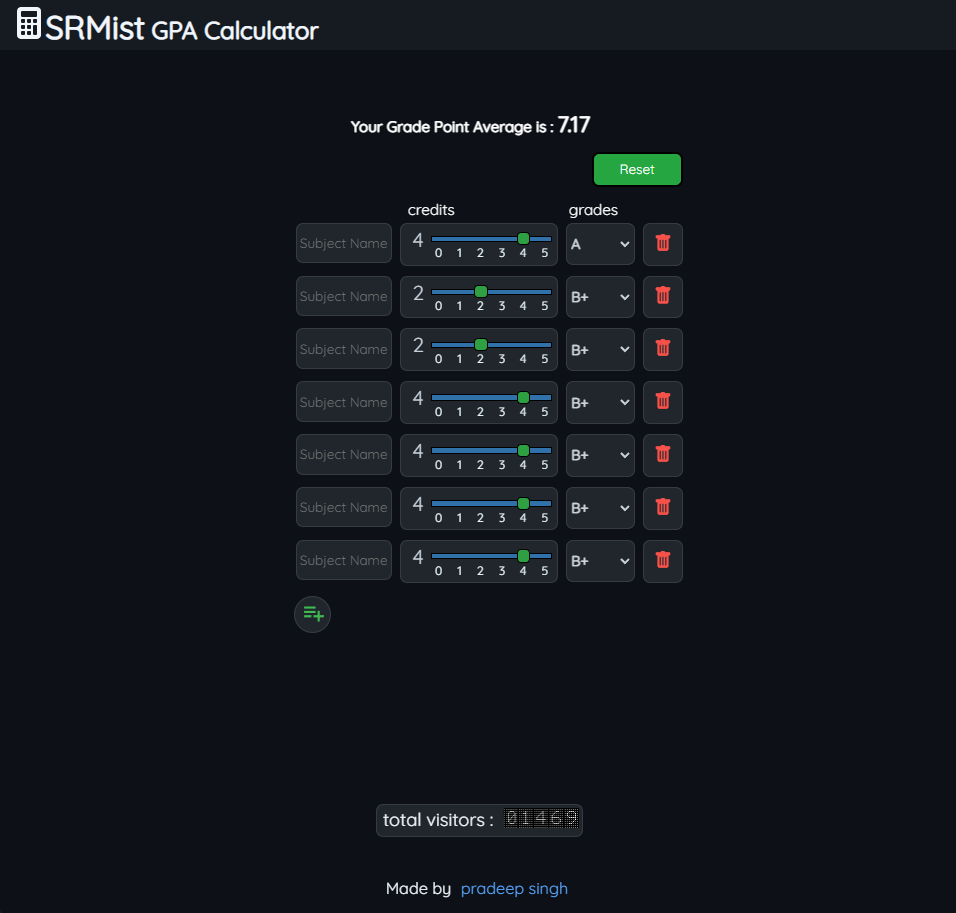 SRMist GPA Calculator
Your Grade Point Average is : 7.17
Reset
credits grades
Subject Name 4 0 1 2 3 4 5 A
Subject Name 2 0 1 2 3 4 5 B+
Subject Name 2 0 1 2 3 4 5 B+
Subject Name 4 0 1 2 3 4 5 B+
Subject Name 4 0 1 2 3 4 5 B+
Subject Name 4 0 1 2 3 4 5 B+
Subject Name 4 0 1 2 3 4 5 B+
total visitors : 01469
Made by pradeep singh